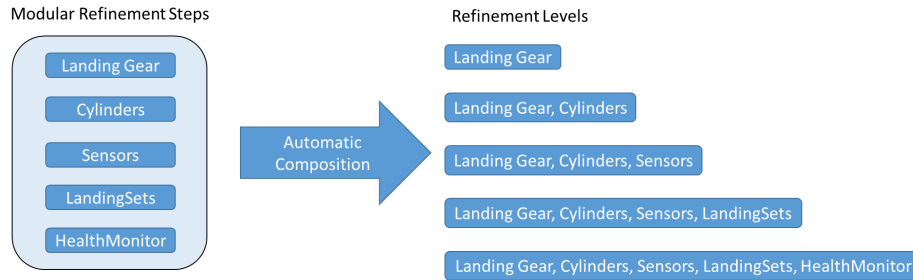 Modular Refinement Steps
Landing Gear
Cylinders
Sensors
LandingSets
HealthMonitor
Automatic
Composition
Refinement Levels
Landing Gear
Landing Gear, Cylinders
Landing Gear, Cylinders, Sensors
Landing Gear, Cylinders, Sensors, LandingSets
Landing Gear, Cylinders, Sensors, LandingSets, HealthMonitor